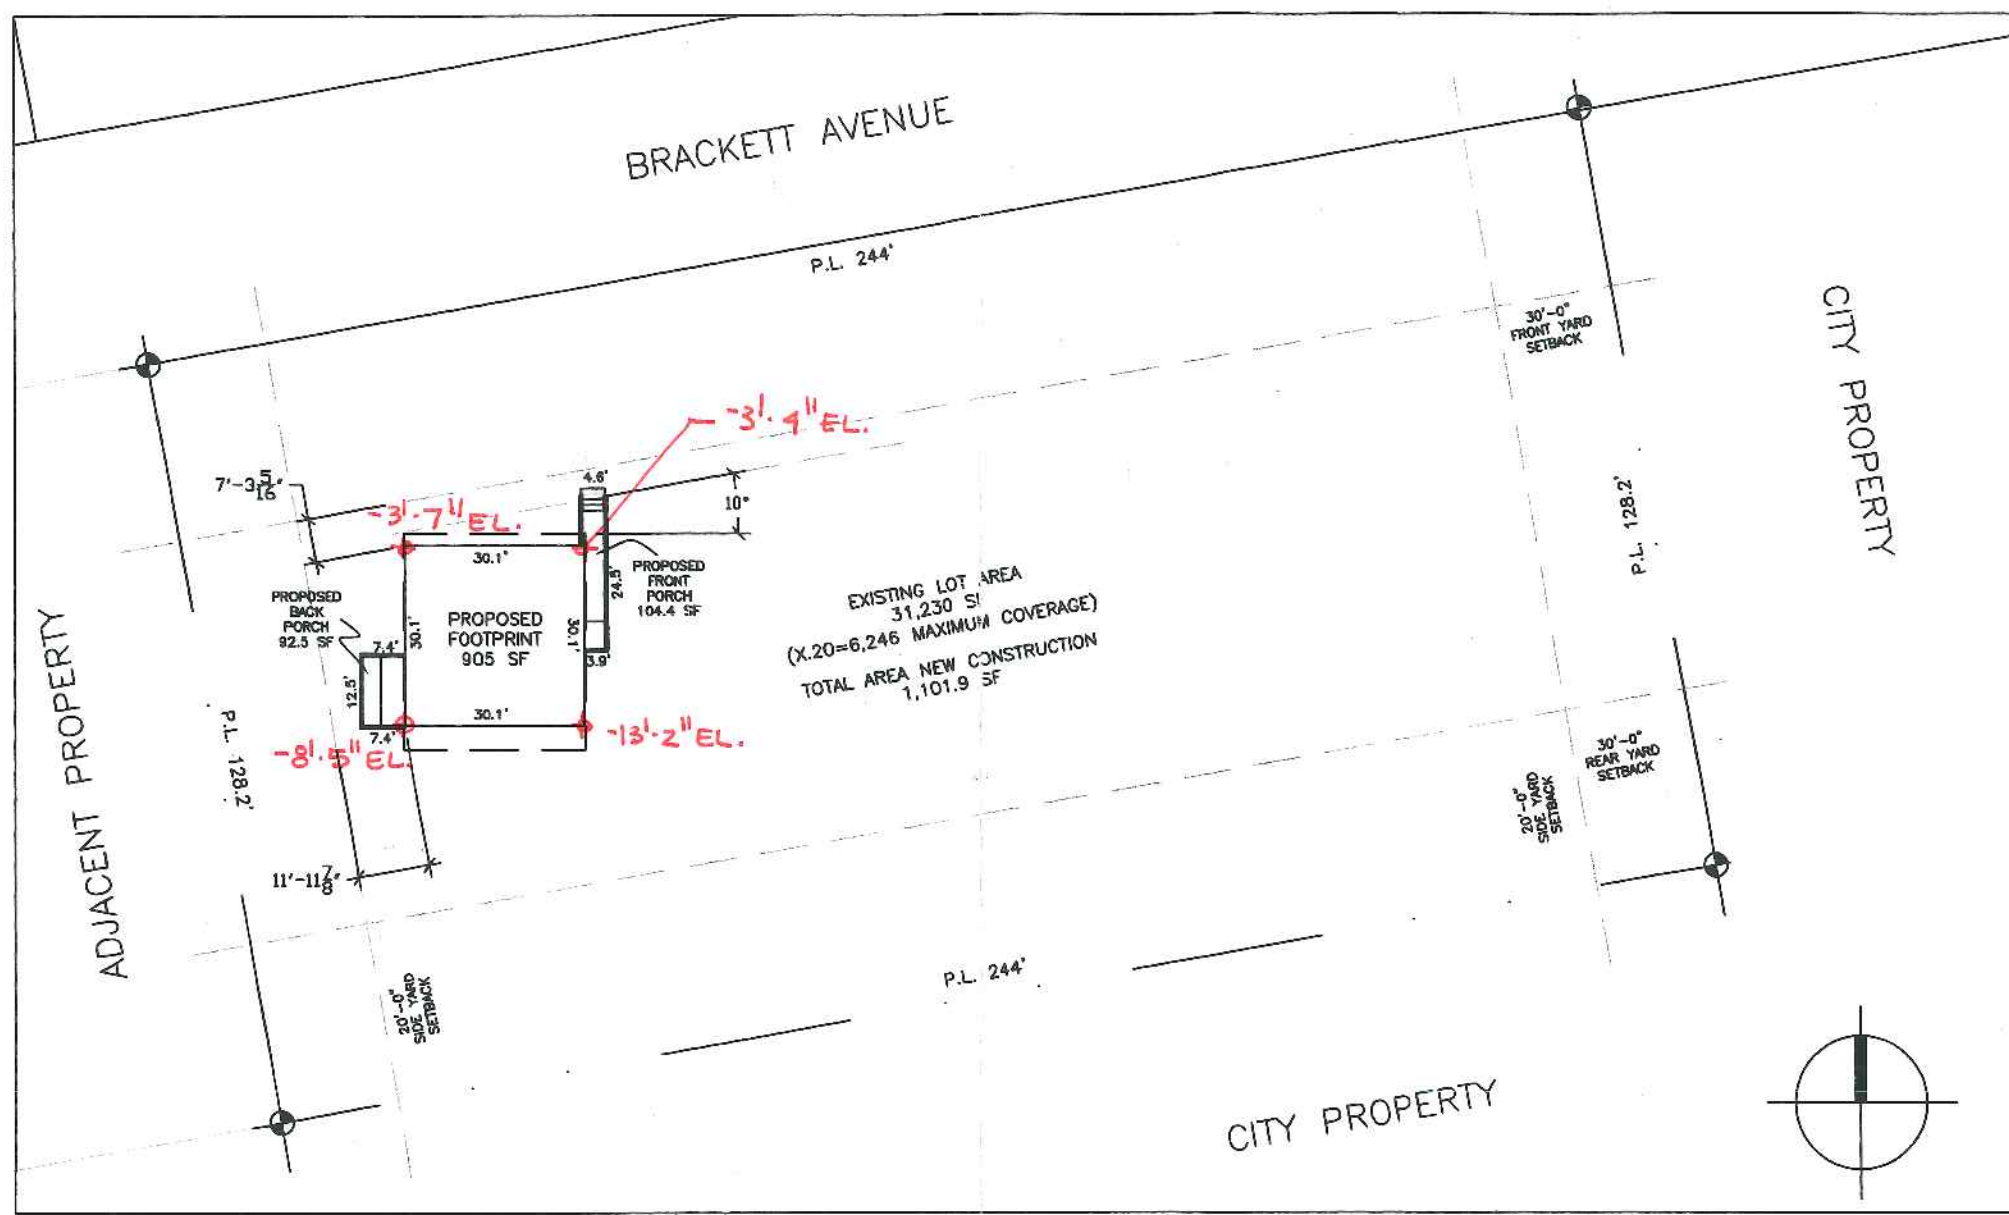 BRACKETT AVENUE
P.L. 244'
CITY PROPERTY
30'-0"
FRONT YARD
SETBACK
-3'-4" EL.
7'-3 5/16"
4.6'
10°
-3'-7" EL.
30.1'
PROPOSED
FRONT
PORCH
104.4 SF
24.5'
PROPOSED
BACK
PORCH
92.5 SF
30.1'
PROPOSED
FOOTPRINT
905 SF
30.1'
7.4'
3.9'
12.5'
30.1'
7.4'
-8'-5" EL.
-13'-2" EL.
EXISTING LOT AREA
31,230 SF
(X.20=6,246 MAXIMUM COVERAGE)
TOTAL AREA NEW CONSTRUCTION
1,101.9 SF
P.L. 128.2'
ADJACENT PROPERTY
P.L. 128.2'
30'-0"
REAR YARD
SETBACK
20'-0"
SIDE YARD
SETBACK
11'-11 7/8"
20'-0"
SIDE YARD
SETBACK
P.L. 244'
CITY PROPERTY